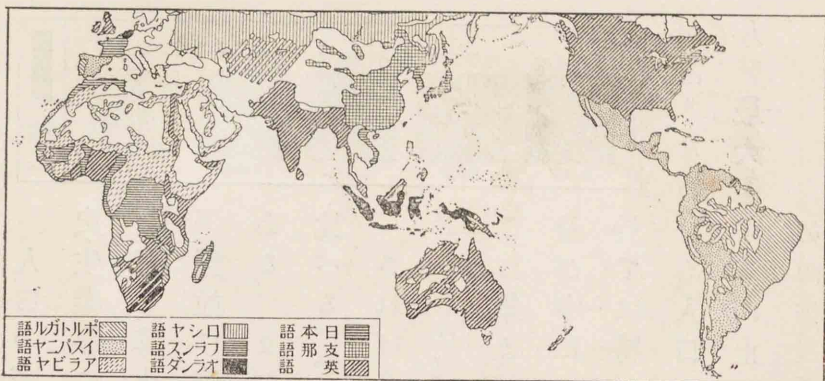 日本語
支那語
英語
ロシヤ語
フランス語
オランダ語
ポルトガル語
イスパニヤ語
アラビヤ語